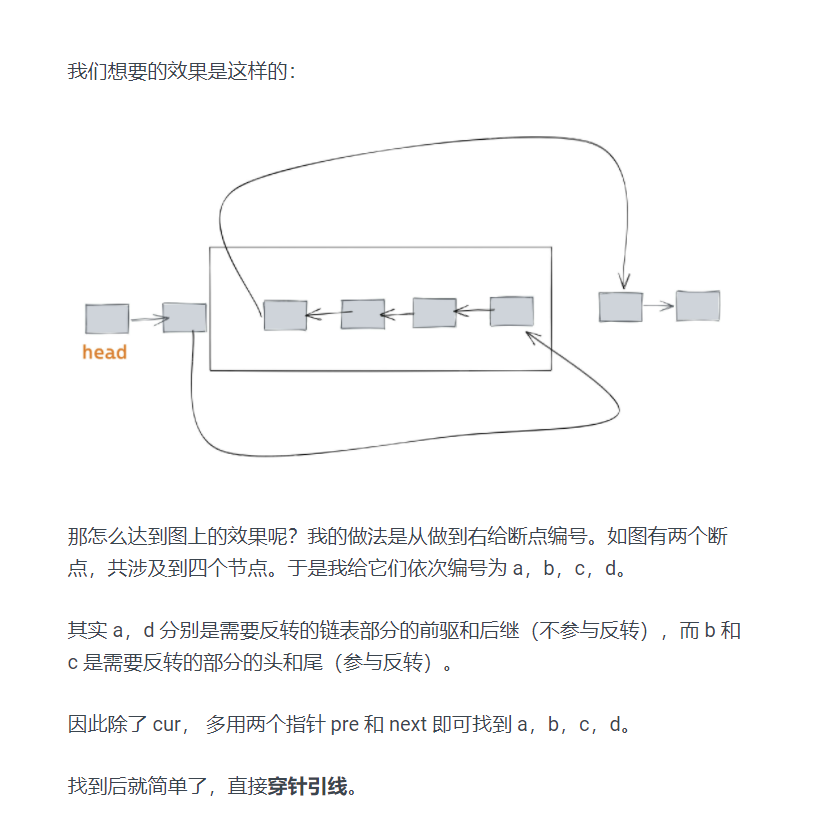 我们想要的效果是这样的：
head
那怎么达到图上的效果呢？我的做法是从做到右给断点编号。如图有两个断
点，共涉及到四个节点。于是我给它们依次编号为 a，b，c，d。
其实 a，d 分别是需要反转的链表部分的前驱和后继（不参与反转），而 b 和
c 是需要反转的部分的头和尾（参与反转）。
因此除了 cur， 多用两个指针 pre 和 next 即可找到 a，b，c，d。
找到后就简单了，直接穿针引线。